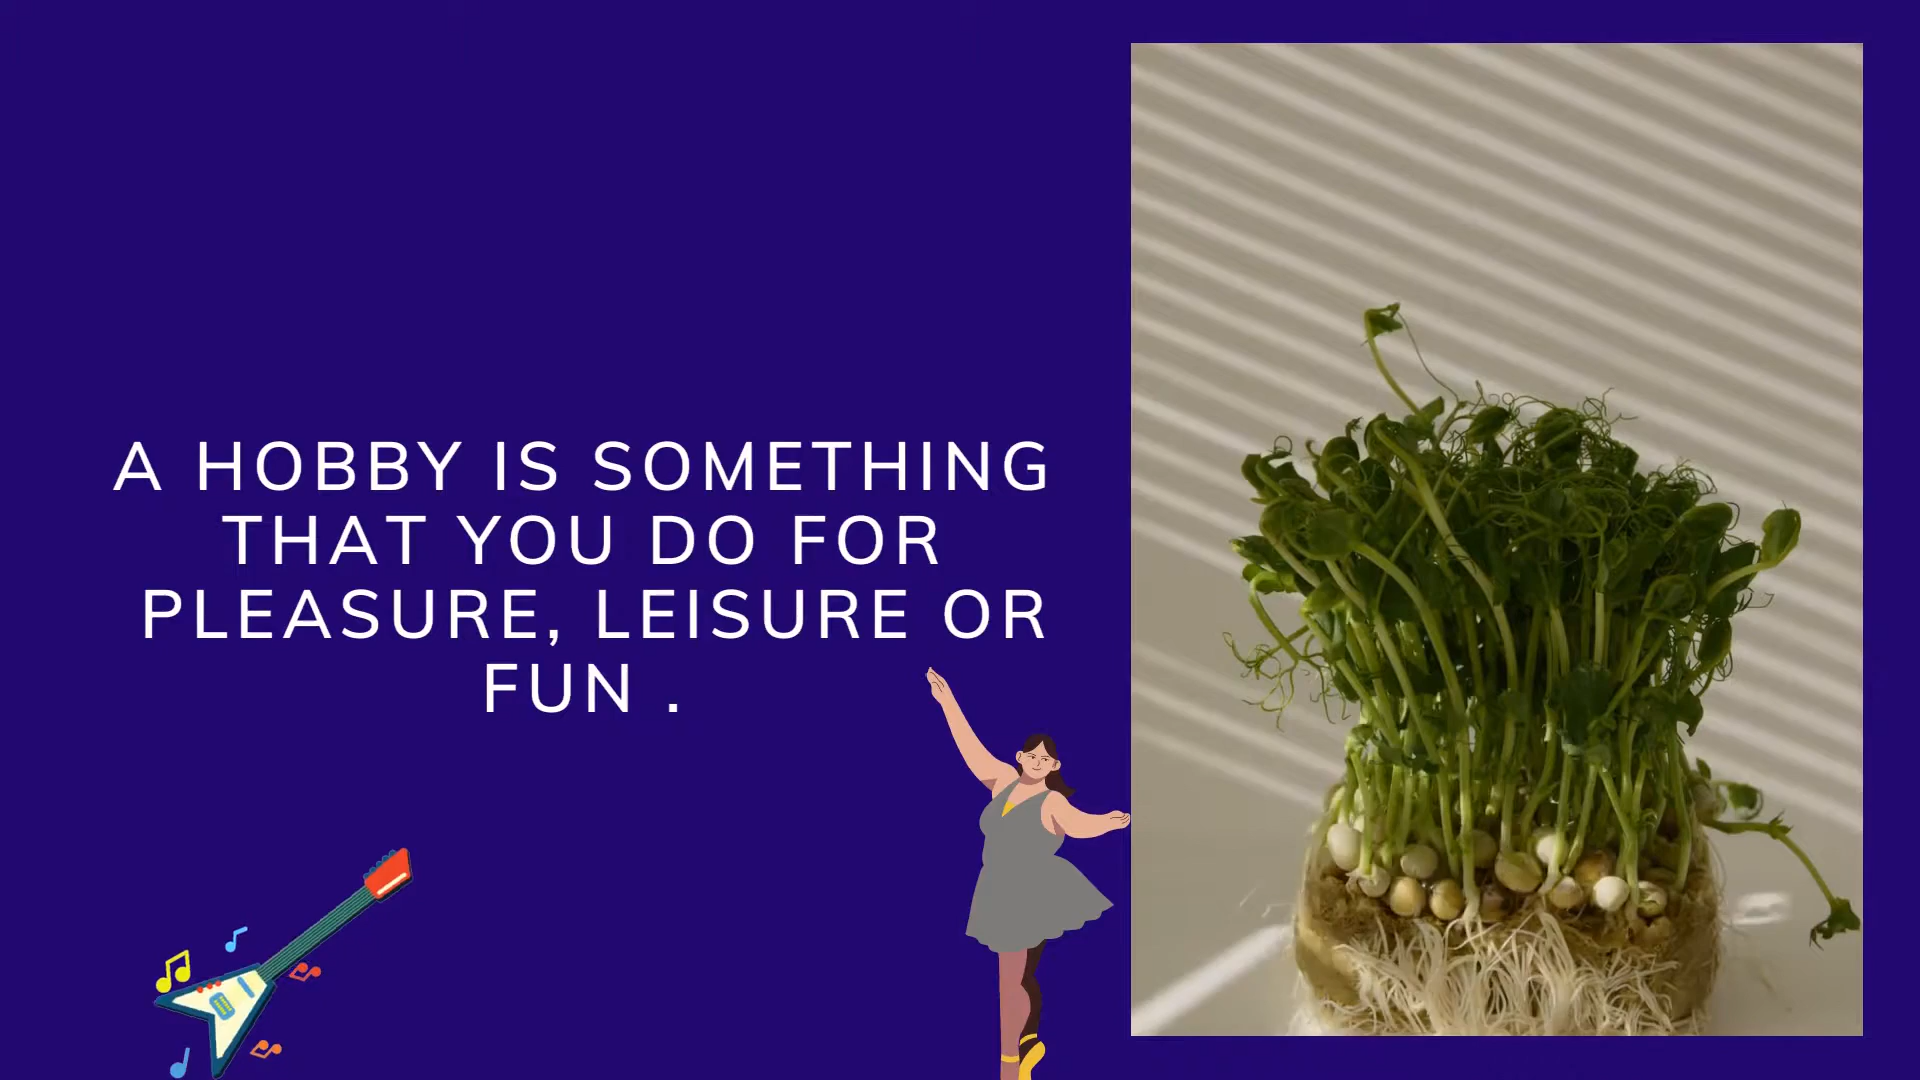 A HOBBY IS SOMETHING
THAT YOU DO FOR
PLEASURE, LEISURE OR
FUN .